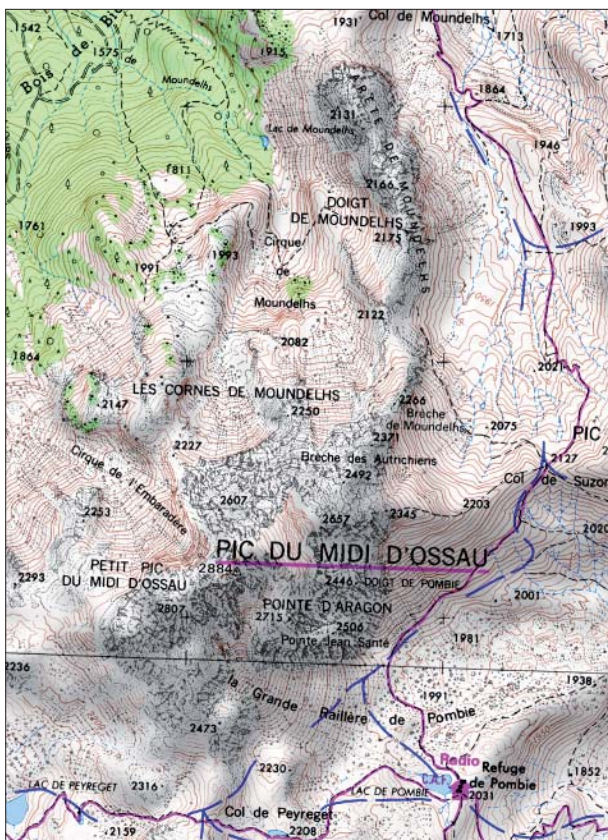 1931
Col de Moundelhs
1542
1713
Bois de
1575
de
Moundelhs
1915
1864
2131
Lac de Moundelhs
ARÊTE DE MOUNDELHS
1946
1811
2166
DOIGT
DE MOUNDELHS
1761
1993
1993
2175
Cirque
de
Moundelhs
1991
2122
2082
1864
2021
LES CORNES DE MOUNDELHS
2147
2250
2266
Brèche
de Moundelhs
2075
PIC
2227
2371
Brèche des Autrichiens
2127
Cirque de l'Embaradère
2492
Col de Suzon
2607
2203
2253
2657
2345
2020
PIC DU MIDI D'OSSAU
PETIT PIC
DU MIDI D'OSSAU
2884
2293
2446
DOIGT DE POMBIE
2001
2807
POINTE D'ARAGON
2715
2506
Pointe Jean Santé
1981
2236
1938
la Grande Raillère de Pombie
1991
2473
Radio
Refuge
de Pombie
C.A.F.
1852
2230
LAC DE PEYREGET
2316
LAC DE POMBIE
2031
Col de Peyreget
2159
2208